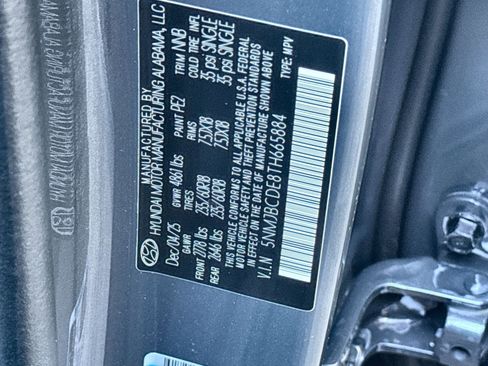 MANUFACTURED BY
HYUNDAI MOTOR MANUFACTURING ALABAMA, LLC
Dec/04/25 GVWR 4861 lbs PAINT PE2 TRIM NNB
GAWR TIRES RIMS COLD TIRE INFL
FRONT 2778 lbs 235/60R18 7.5JX18 35 psi SINGLE
REAR 2646 lbs 235/60R18 7.5JX18 35 psi SINGLE
THIS VEHICLE CONFORMS TO ALL APPLICABLE U.S.A. FEDERAL
MOTOR VEHICLE SAFETY, BUMPER, AND THEFT PREVENTION STANDARDS
IN EFFECT ON THE DATE OF MANUFACTURE SHOWN ABOVE
V.I.N 5NMJBCDE8TH665884 TYPE: MPV